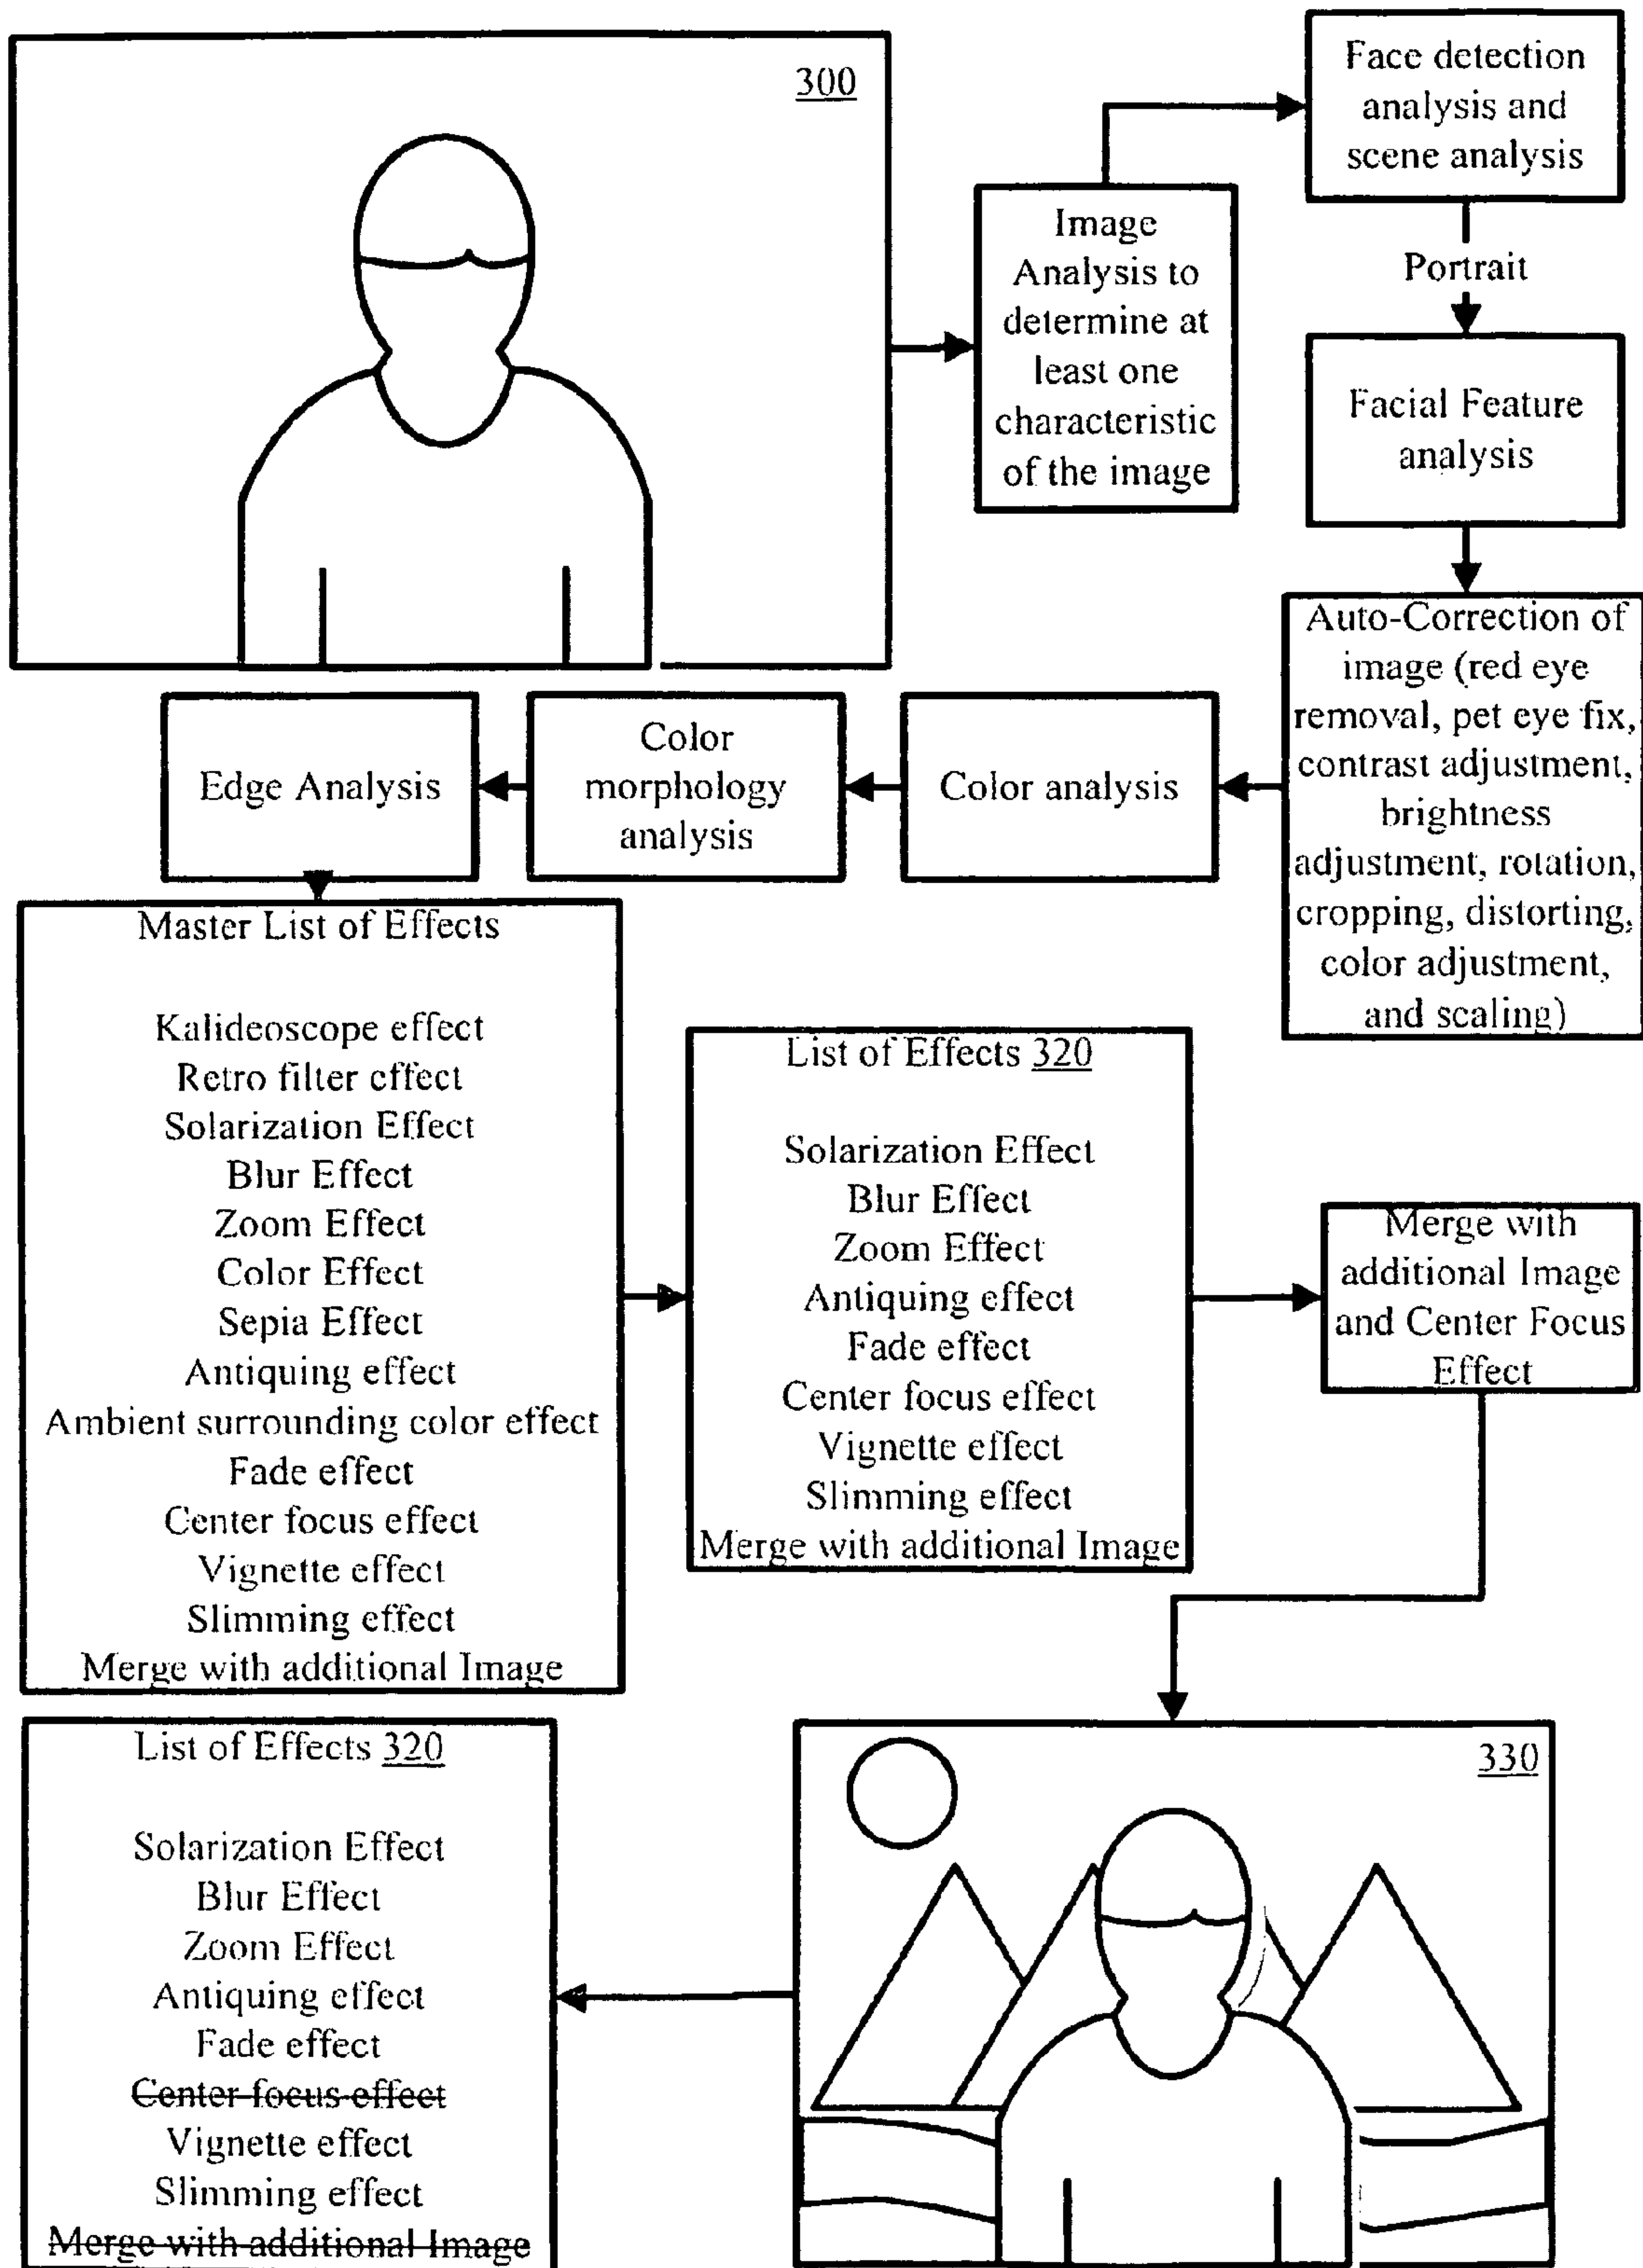 300
Face detection
analysis and
scene analysis
Image
Analysis to
determine at
least one
characteristic
of the image
Portrait
Facial Feature
analysis
Auto-Correction of
image (red eye
removal, pet eye fix,
contrast adjustment,
brightness
adjustment, rotation,
cropping, distorting,
color adjustment,
and scaling)
Color analysis
Color
morphology
analysis
Edge Analysis
Master List of Effects
Kalideoscope effect
Retro filter effect
Solarization Effect
Blur Effect
Zoom Effect
Color Effect
Sepia Effect
Antiquing effect
Ambient surrounding color effect
Fade effect
Center focus effect
Vignette effect
Slimming effect
Merge with additional Image
List of Effects 320
Solarization Effect
Blur Effect
Zoom Effect
Antiquing effect
Fade effect
Center focus effect
Vignette effect
Slimming effect
Merge with additional Image
Merge with
additional Image
and Center Focus
Effect
330
List of Effects 320
Solarization Effect
Blur Effect
Zoom Effect
Antiquing effect
Fade effect
Center focus effect
Vignette effect
Slimming effect
Merge with additional Image